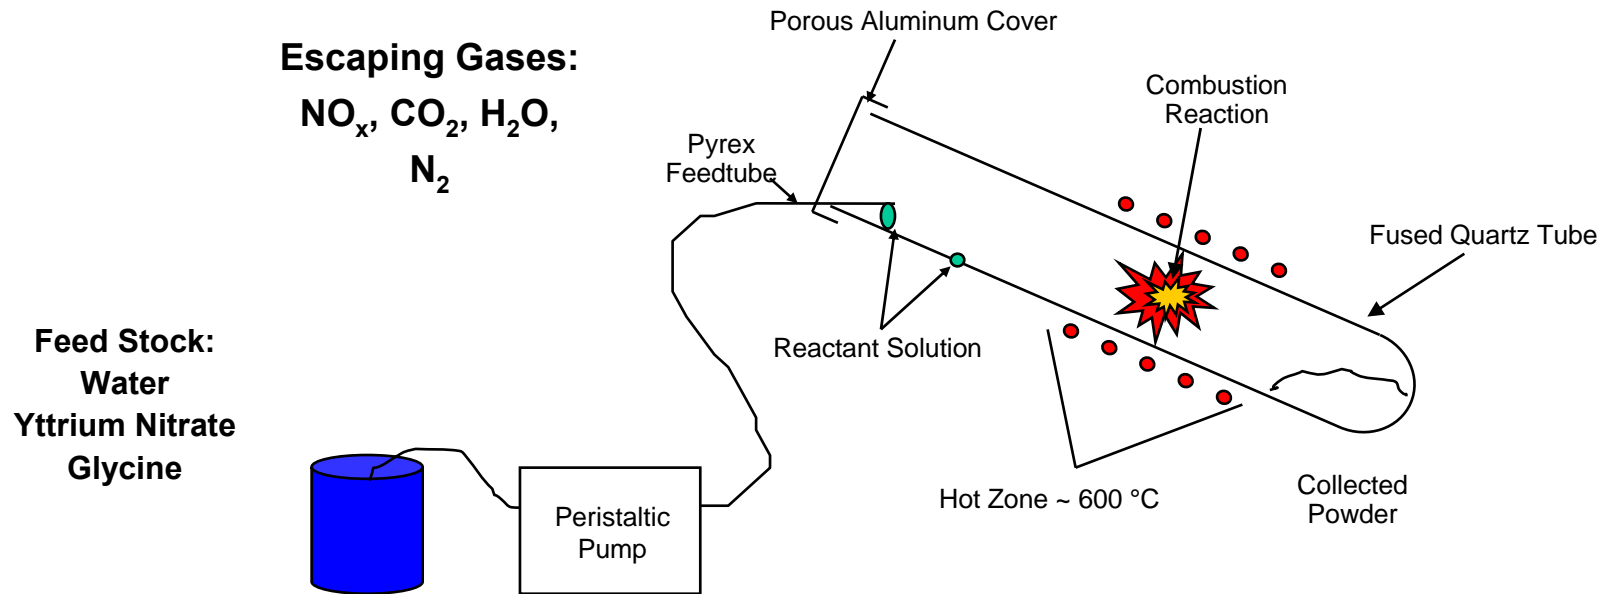 Porous Aluminum Cover
Escaping Gases:
NOₓ, CO₂, H₂O,
N₂
Combustion
Reaction
Pyrex
Feedtube
Fused Quartz Tube
Reactant Solution
Feed Stock:
Water
Yttrium Nitrate
Glycine
Hot Zone ~ 600 °C
Collected
Powder
Peristaltic
Pump